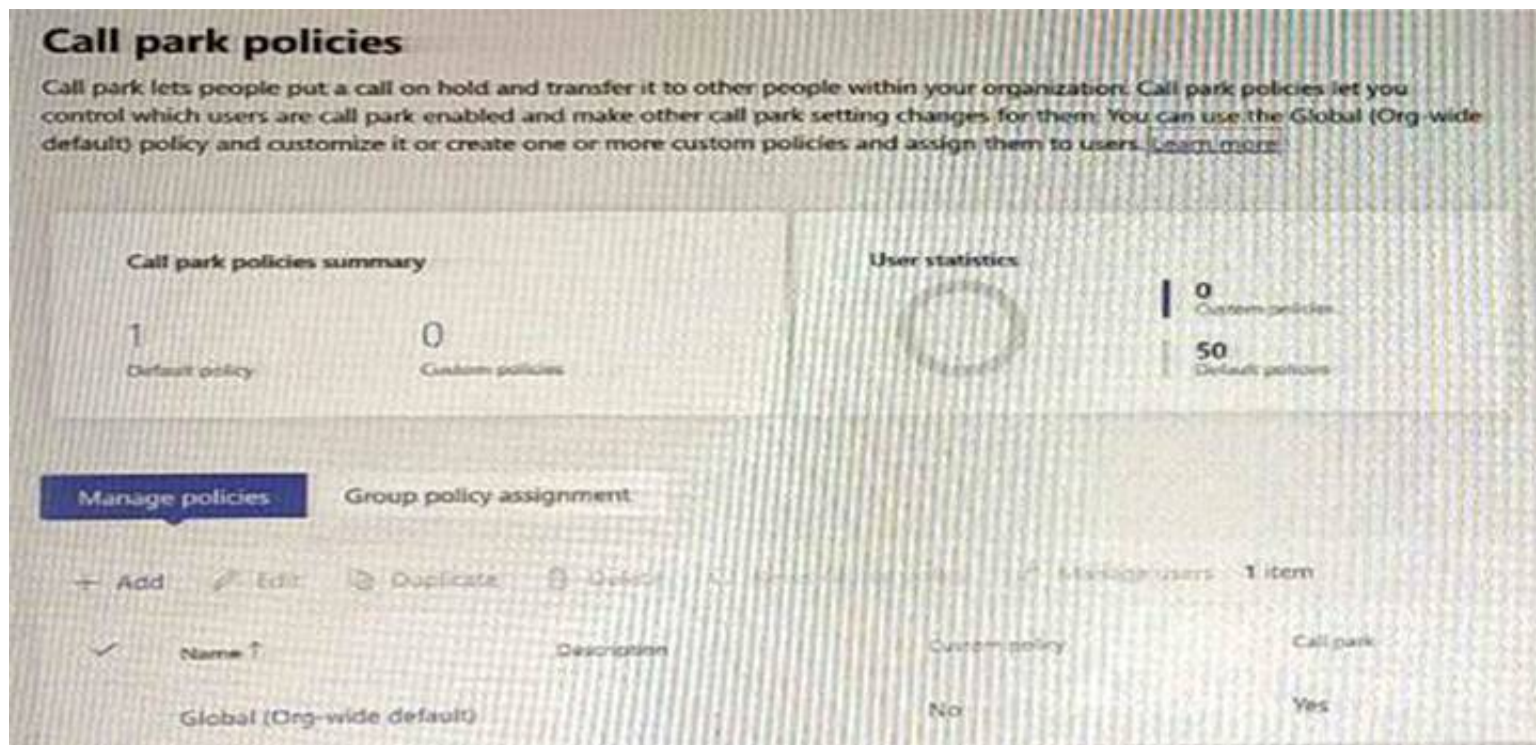 Call park policies
Call park lets people put a call on hold and transfer it to other people within your organization. Call park policies let you
control which users are call park enabled and make other call park setting changes for them. You can use the Global (Org-wide
default) policy and customize it or create one or more custom policies and assign them to users. Learn more
Call park policies summary
User statistics
1
0
Default policy
Custom policies
0
Custom policies
50
Default policies
Manage policies
Group policy assignment
+ Add
Edit
Duplicate
Delete
Manage users
1 item
Name ↑
Description
Custom policy
Call park
Global (Org-wide default)
No
Yes